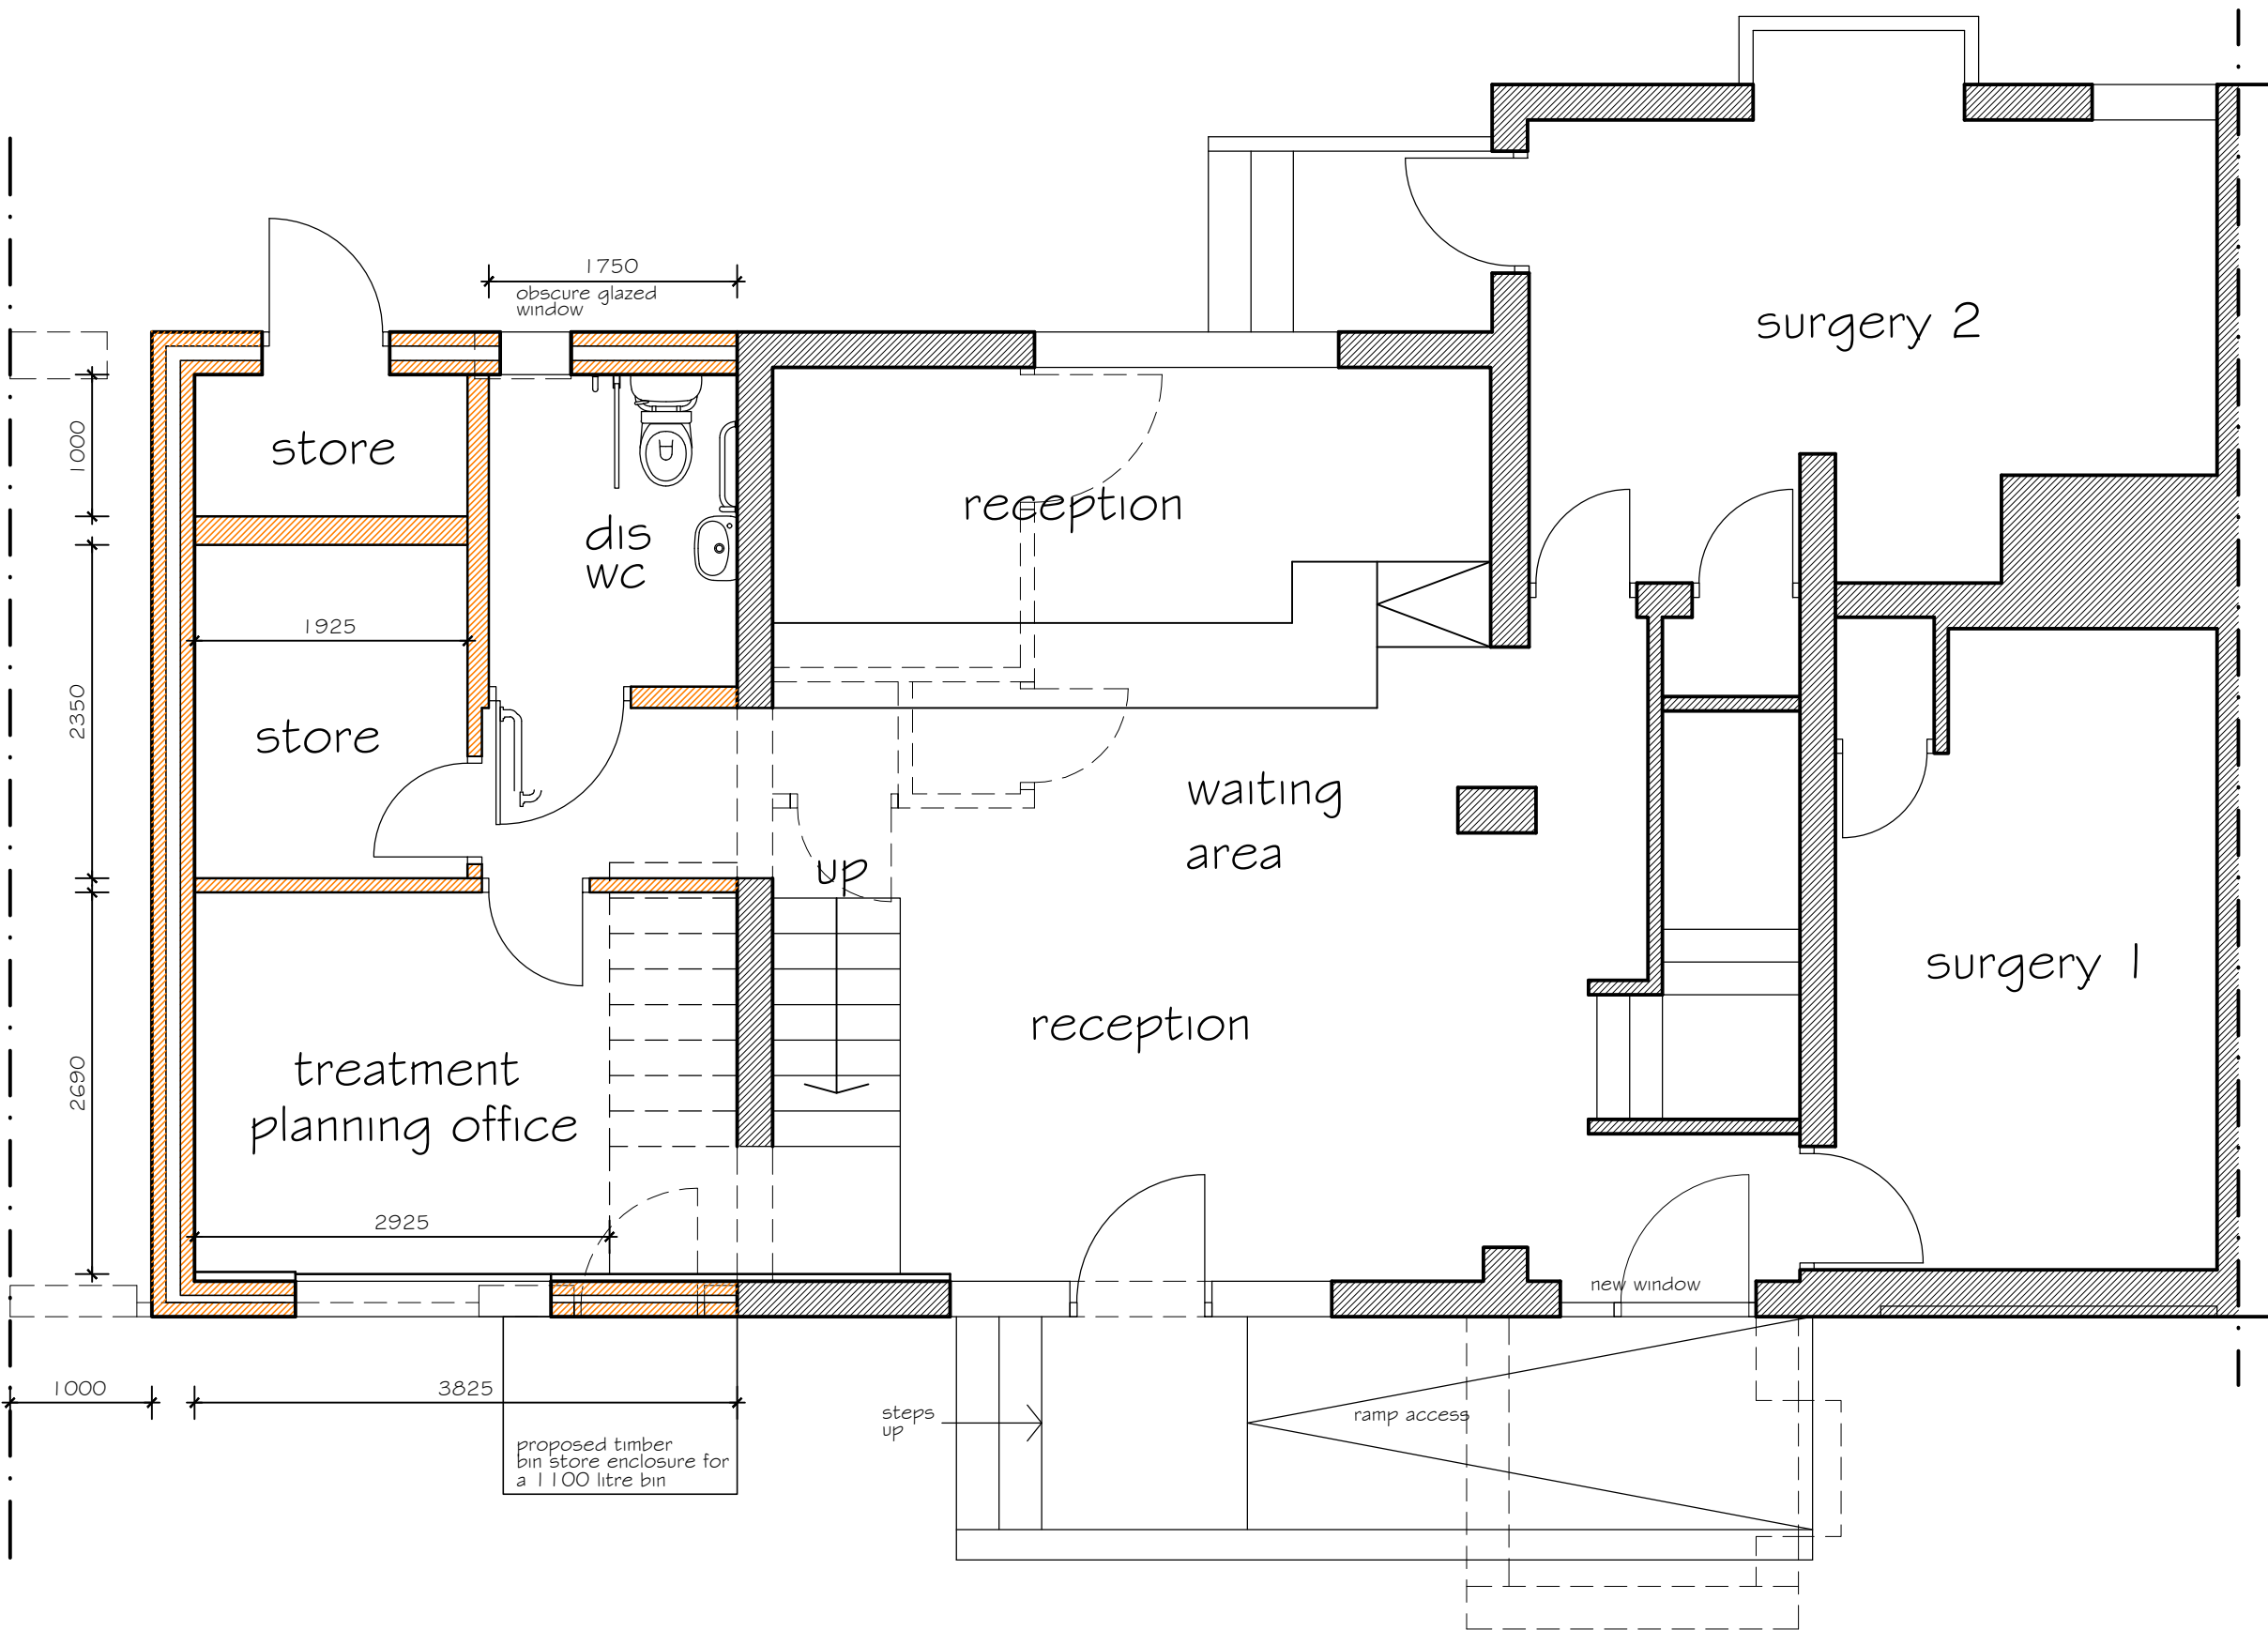 1750
obscure glazed
window
surgery 2
1000
store
reception
dis
wc
1925
2350
store
waiting
area
up
surgery 1
reception
2690
treatment
planning office
2925
new window
1000
3825
steps
up
ramp access
proposed timber
bin store enclosure for
a 1100 litre bin